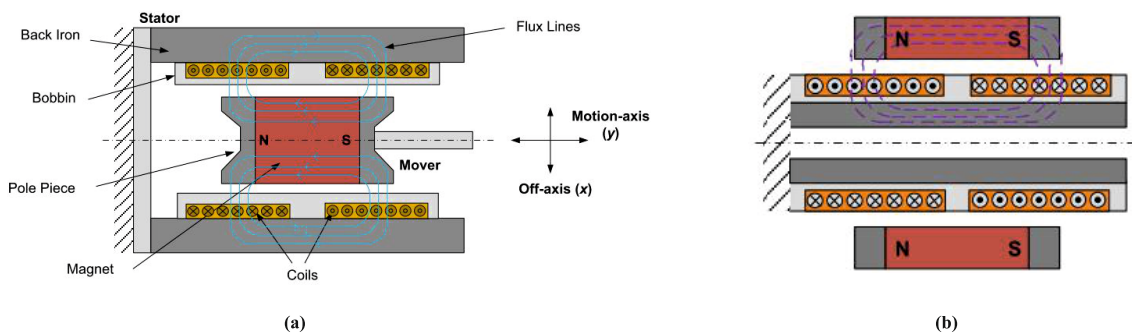 Stator
Back Iron
Flux Lines
Bobbin
N
S
Motion-axis
(y)
Mover
Pole Piece
Off-axis (x)
Magnet
Coils
(a)
N
S
N
S
(b)